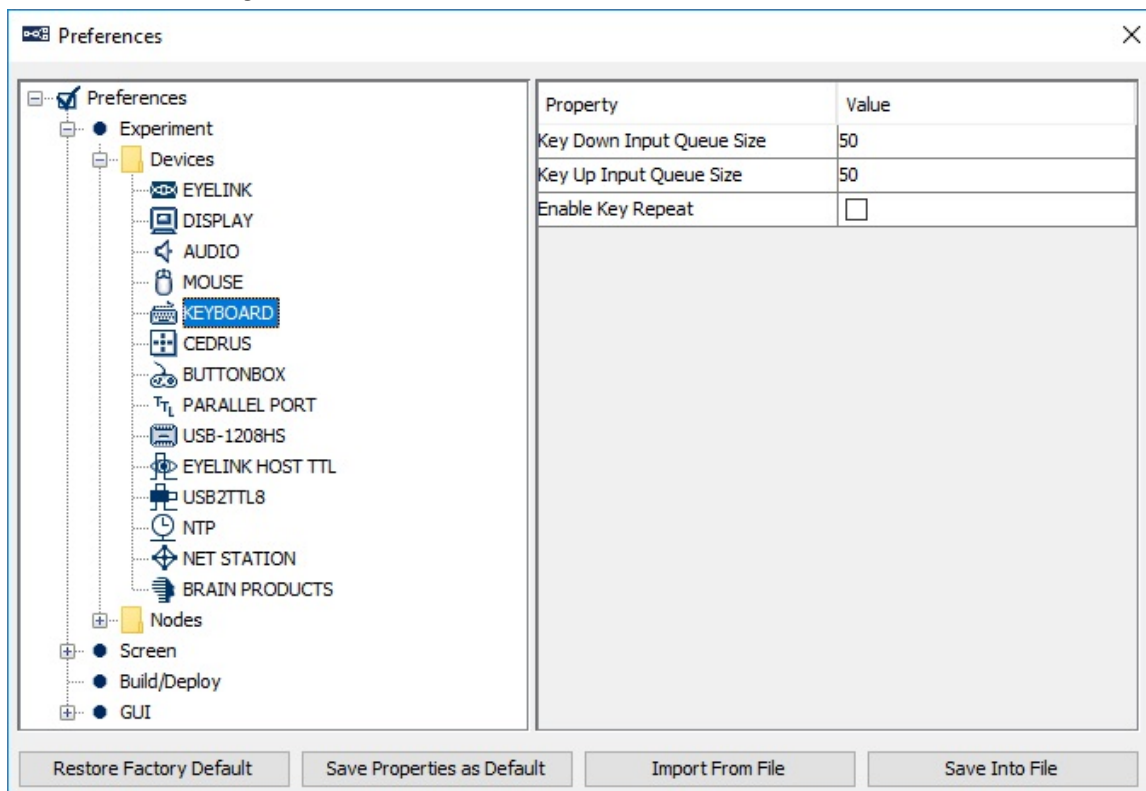 Preferences
Preferences
Experiment
Devices
EYELINK
DISPLAY
AUDIO
MOUSE
KEYBOARD
CEDRUS
BUTTONBOX
TTL PARALLEL PORT
USB-1208HS
EYELINK HOST TTL
USB2TTL8
NTP
NET STATION
BRAIN PRODUCTS
Nodes
Screen
Build/Deploy
GUI
Property Value
Key Down Input Queue Size 50
Key Up Input Queue Size 50
Enable Key Repeat
Restore Factory Default Save Properties as Default Import From File Save Into File